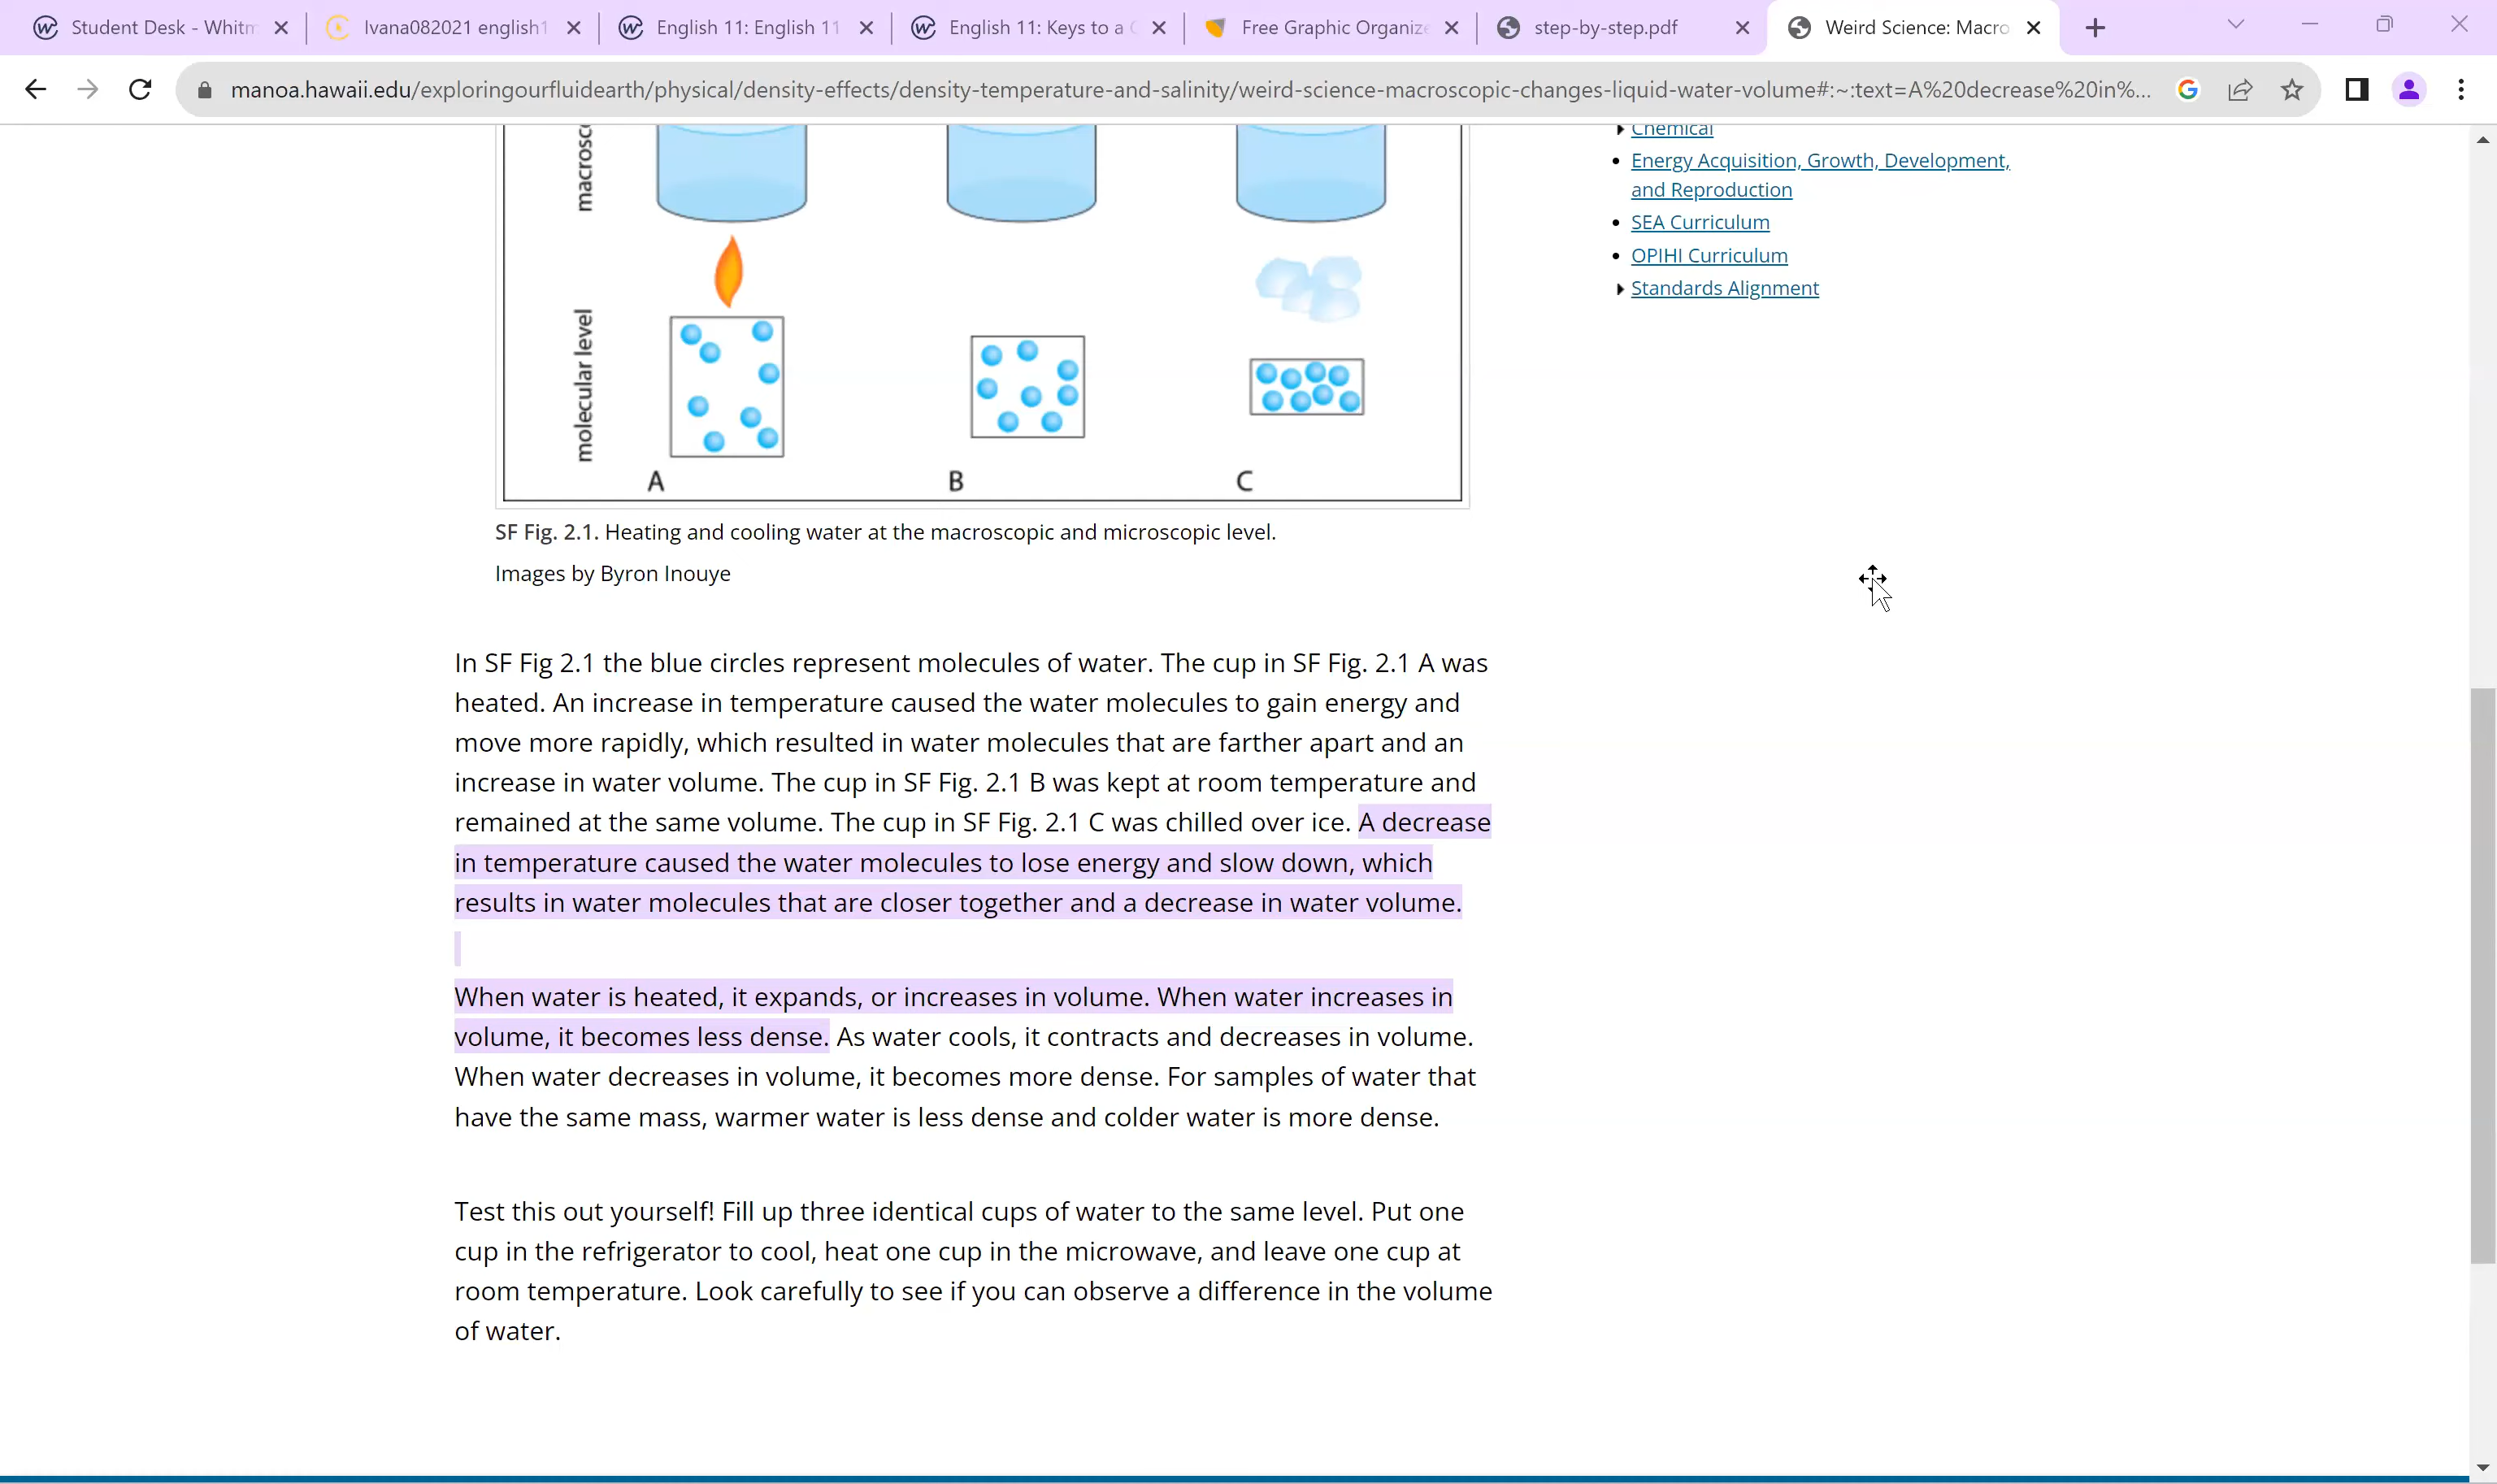 Student Desk - Whitm
Ivana082021 english1
English 11: English 11
English 11: Keys to a C
Free Graphic Organize
step-by-step.pdf
Weird Science: Macro
manoa.hawaii.edu/exploringourfluidearth/physical/density-effects/density-temperature-and-salinity/weird-science-macroscopic-changes-liquid-water-volume#:~:text=A%20decrease%20in%...
macrosc
molecular level
A B C
SF Fig. 2.1. Heating and cooling water at the macroscopic and microscopic level.
Images by Byron Inouye
In SF Fig 2.1 the blue circles represent molecules of water. The cup in SF Fig. 2.1 A was
heated. An increase in temperature caused the water molecules to gain energy and
move more rapidly, which resulted in water molecules that are farther apart and an
increase in water volume. The cup in SF Fig. 2.1 B was kept at room temperature and
remained at the same volume. The cup in SF Fig. 2.1 C was chilled over ice. A decrease
in temperature caused the water molecules to lose energy and slow down, which
results in water molecules that are closer together and a decrease in water volume.
When water is heated, it expands, or increases in volume. When water increases in
volume, it becomes less dense. As water cools, it contracts and decreases in volume.
When water decreases in volume, it becomes more dense. For samples of water that
have the same mass, warmer water is less dense and colder water is more dense.
Test this out yourself! Fill up three identical cups of water to the same level. Put one
cup in the refrigerator to cool, heat one cup in the microwave, and leave one cup at
room temperature. Look carefully to see if you can observe a difference in the volume
of water.
Chemical
Energy Acquisition, Growth, Development,
and Reproduction
SEA Curriculum
OPIHI Curriculum
Standards Alignment